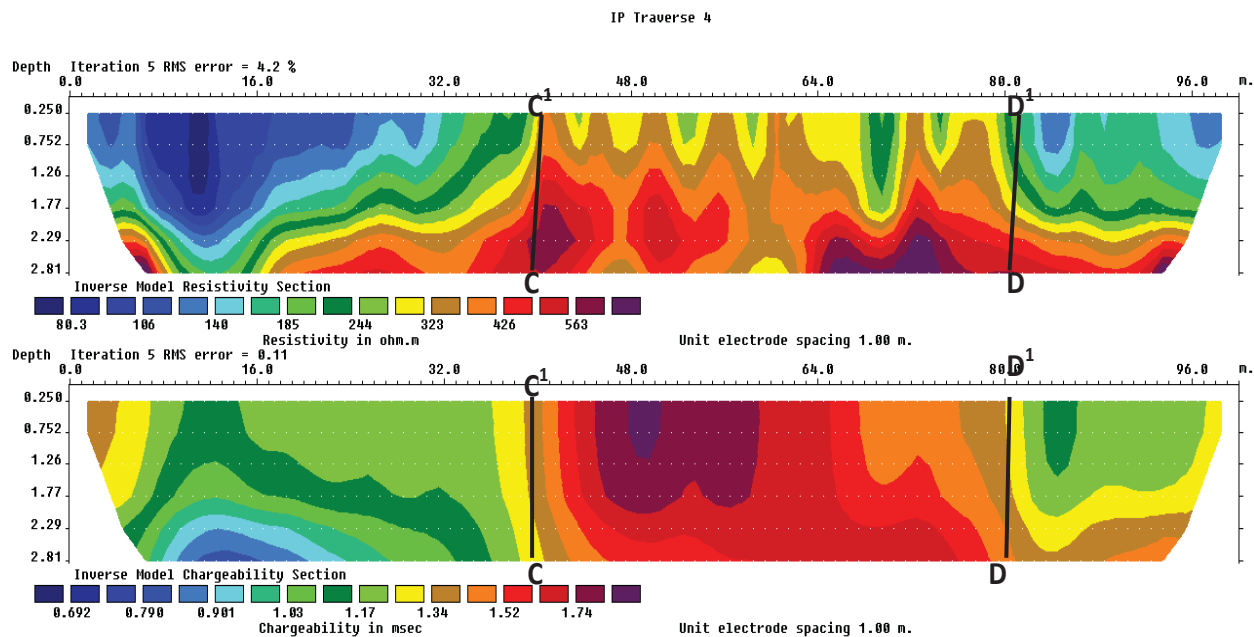 IP Traverse 4
Depth Iteration 5 RMS error = 4.2 %
0.0 16.0 32.0 48.0 64.0 80.0 96.0 m.
C¹ D¹
0.250
0.752
1.26
1.77
2.29
2.81
C D
Inverse Model Resistivity Section
80.3 106 140 185 244 323 426 563
Resistivity in ohm.m Unit electrode spacing 1.00 m.
Depth Iteration 5 RMS error = 0.11
0.0 16.0 32.0 48.0 64.0 80.0 96.0 m.
C¹ D¹
0.250
0.752
1.26
1.77
2.29
2.81
C D
Inverse Model Chargeability Section
0.692 0.790 0.901 1.03 1.17 1.34 1.52 1.74
Chargeability in msec Unit electrode spacing 1.00 m.